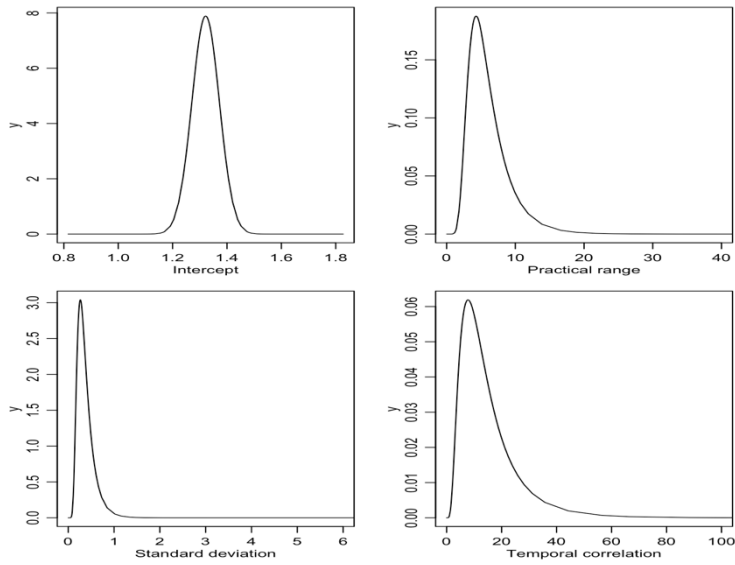 y
0 2 4 6 8
0.8 1.0 1.2 1.4 1.6 1.8
Intercept
y
0.00 0.05 0.10 0.15
0 10 20 30 40
Practical range
y
0.0 0.5 1.0 1.5 2.0 2.5 3.0
0 1 2 3 4 5 6
Standard deviation
y
0.00 0.01 0.02 0.03 0.04 0.05 0.06
0 20 40 60 80 100
Temporal correlation